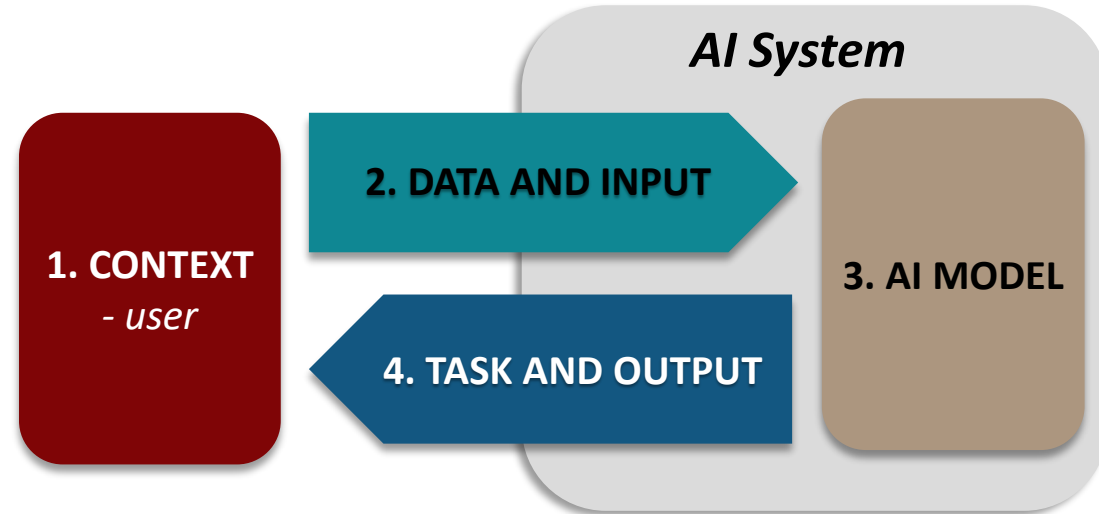 AI System
2. DATA AND INPUT
1. CONTEXT
- user
3. AI MODEL
4. TASK AND OUTPUT